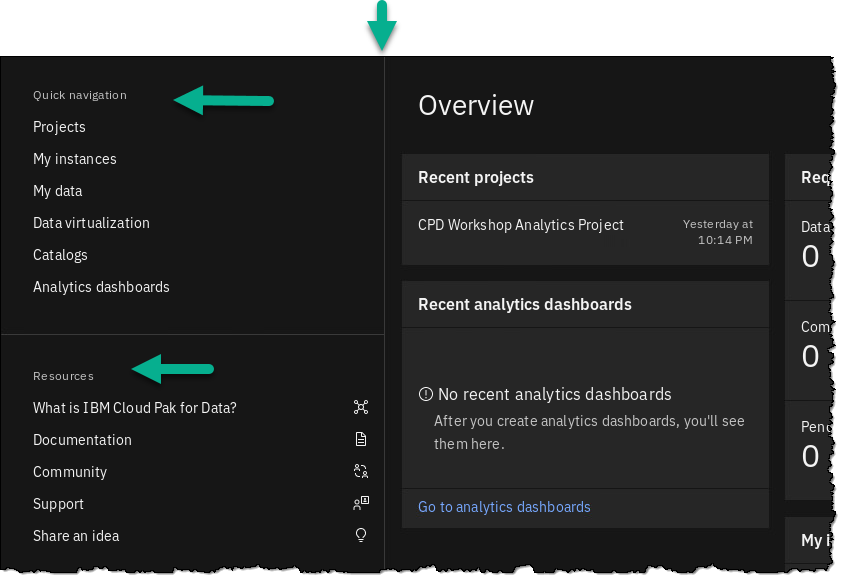 Quick navigation
Projects
My instances
My data
Data virtualization
Catalogs
Analytics dashboards
Resources
What is IBM Cloud Pak for Data?
Documentation
Community
Support
Share an idea
Overview
Recent projects
CPD Workshop Analytics Project
Yesterday at
10:14 PM
Recent analytics dashboards
No recent analytics dashboards
After you create analytics dashboards, you'll see
them here.
Go to analytics dashboards
Req
Data
0
Com
0
Pend
0
My i